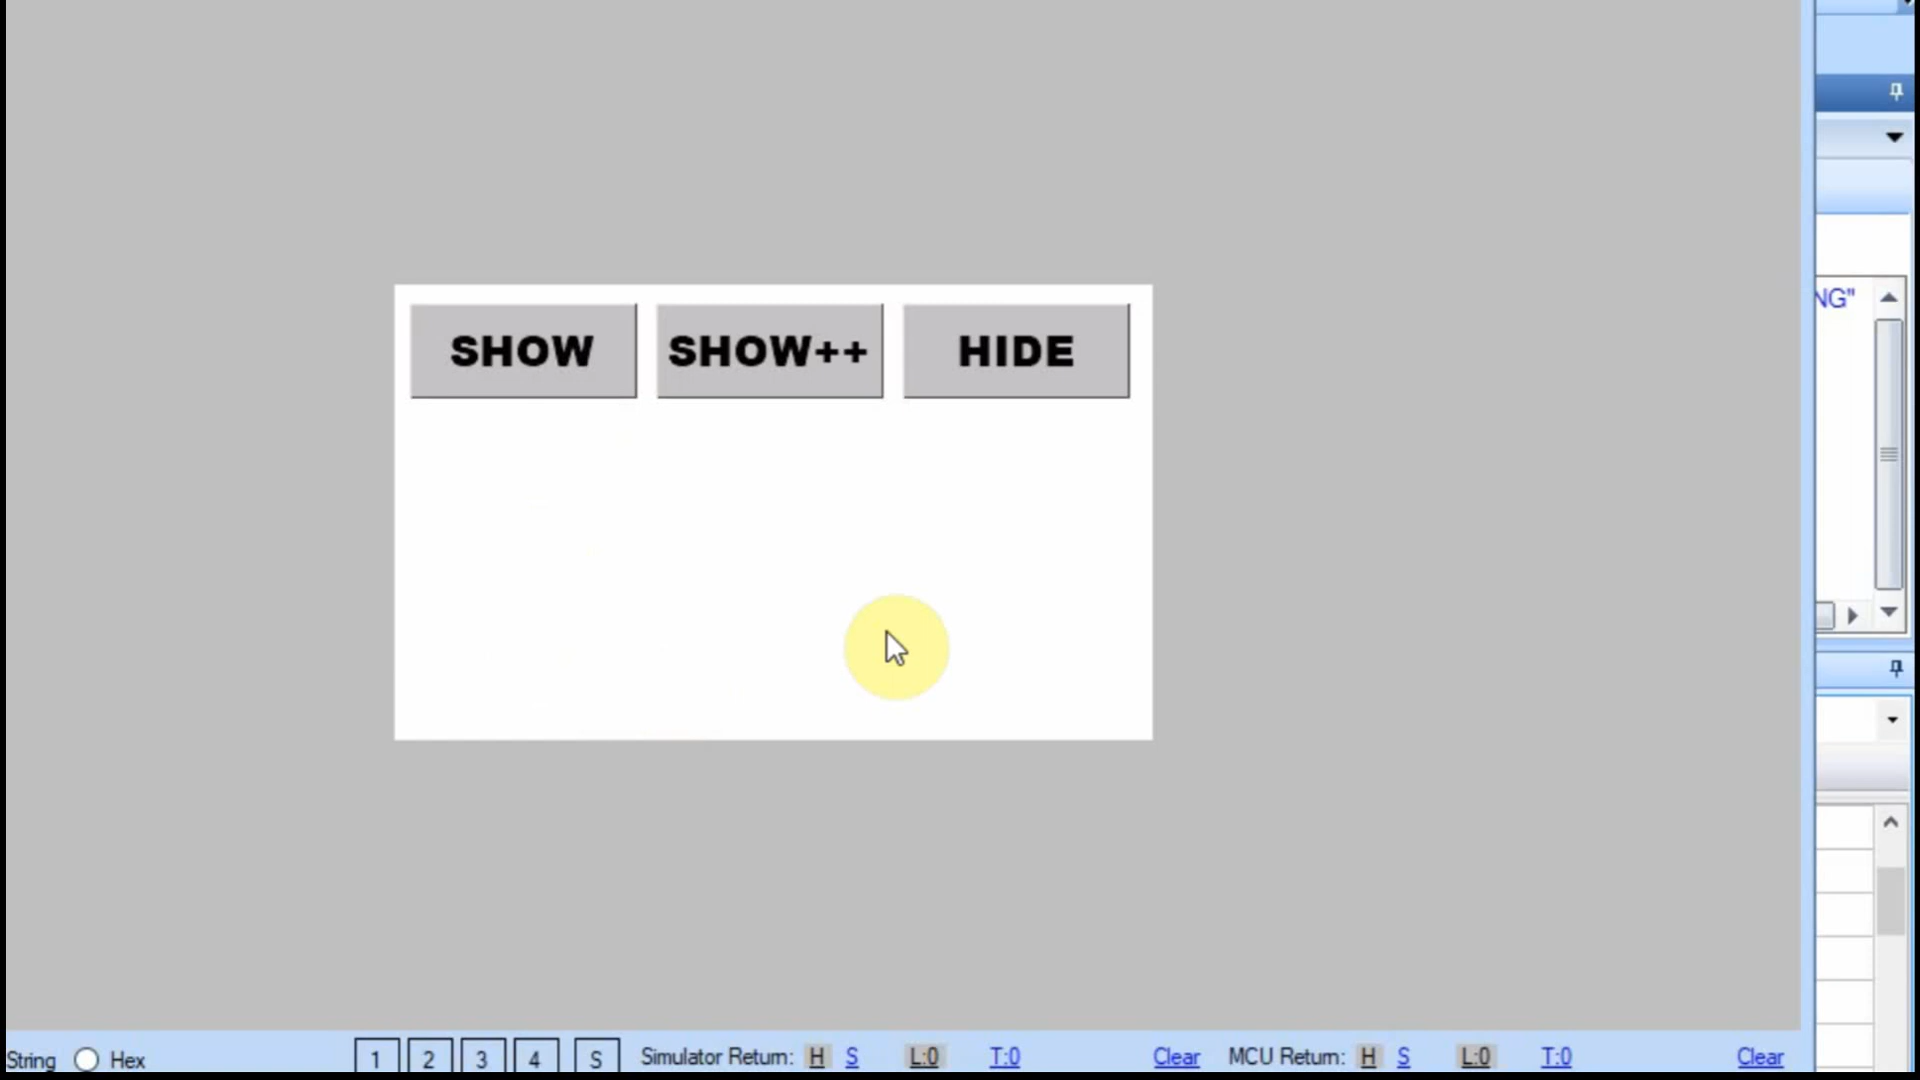 NG"
SHOW SHOW++ HIDE
String Hex 1 2 3 4 S Simulator Return: H S L:0 T:0 Clear MCU Return: H S L:0 T:0 Clear